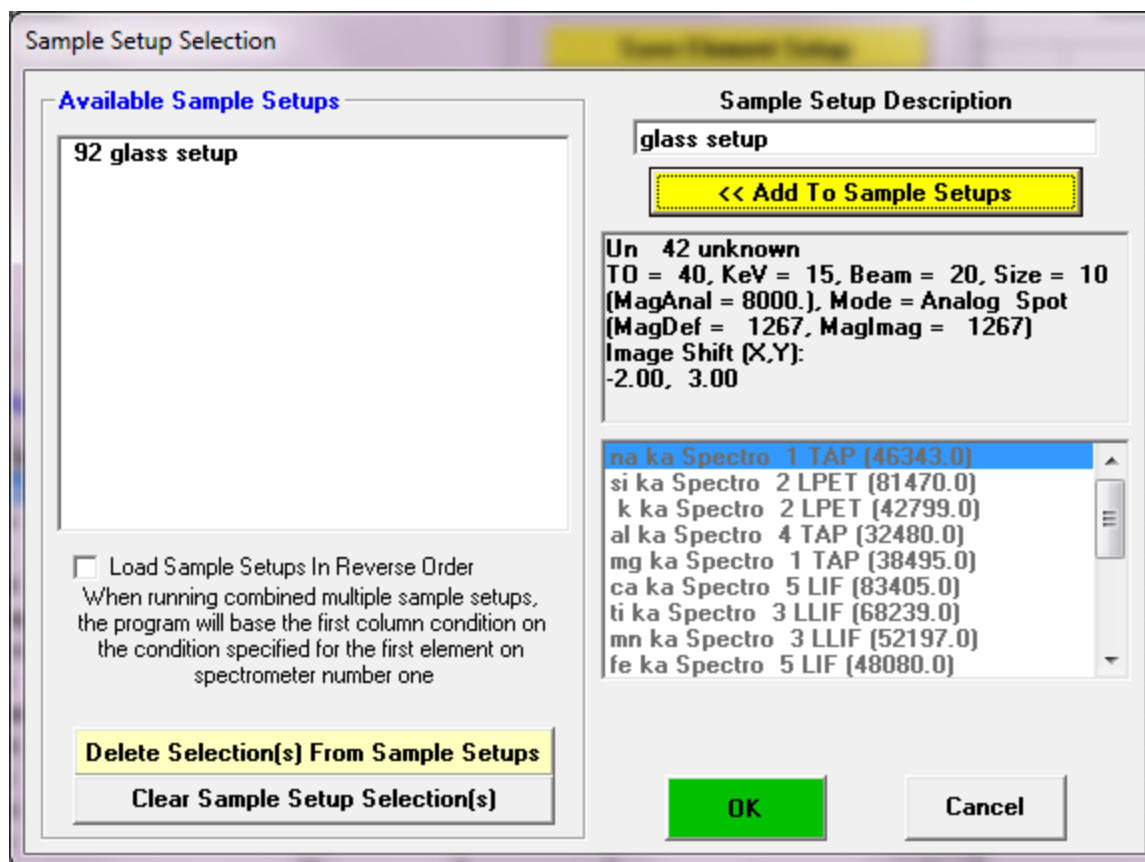 Sample Setup Selection
Save Element Setup
Available Sample Setups
92 glass setup
Load Sample Setups In Reverse Order
When running combined multiple sample setups,
the program will base the first column condition on
the condition specified for the first element on
spectrometer number one
Delete Selection(s) From Sample Setups
Clear Sample Setup Selection(s)
Sample Setup Description
glass setup
<< Add To Sample Setups
Un 42 unknown
TO = 40, KeV = 15, Beam = 20, Size = 10
(MagAnal = 8000.), Mode = Analog Spot
(MagDef = 1267, MagImag = 1267)
Image Shift (X,Y):
-2.00, 3.00
na ka Spectro 1 TAP (46343.0)
si ka Spectro 2 LPET (81470.0)
k ka Spectro 2 LPET (42799.0)
al ka Spectro 4 TAP (32480.0)
mg ka Spectro 1 TAP (38495.0)
ca ka Spectro 5 LIF (83405.0)
ti ka Spectro 3 LLIF (68239.0)
mn ka Spectro 3 LLIF (52197.0)
fe ka Spectro 5 LIF (48080.0)
OK
Cancel